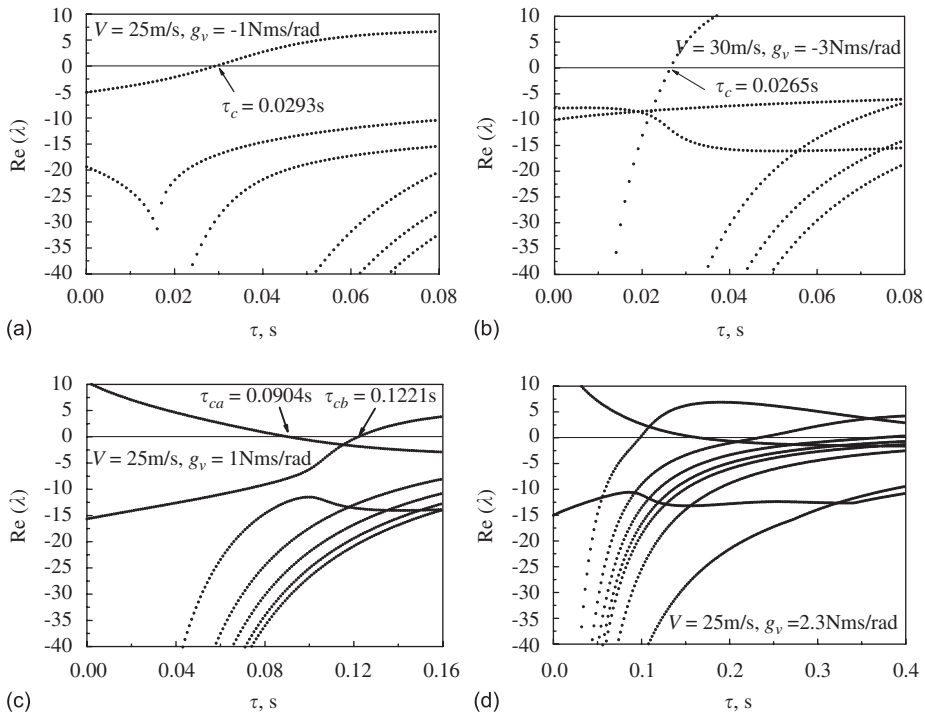 V = 25m/s, g_v = -1Nms/rad
10
5
0
-5
-10
-15
-20
-25
-30
-35
-40
Re (λ)
τ_c = 0.0293s
0.00 0.02 0.04 0.06 0.08
τ, s
(a)
V = 30m/s, g_v = -3Nms/rad
10
5
0
-5
-10
-15
-20
-25
-30
-35
-40
Re (λ)
τ_c = 0.0265s
0.00 0.02 0.04 0.06 0.08
τ, s
(b)
10
5
0
-5
-10
-15
-20
-25
-30
-35
-40
Re (λ)
τ_ca = 0.0904s
τ_cb = 0.1221s
V = 25m/s, g_v = 1Nms/rad
0.00 0.04 0.08 0.12 0.16
τ, s
(c)
10
5
0
-5
-10
-15
-20
-25
-30
-35
-40
Re (λ)
V = 25m/s, g_v =2.3Nms/rad
0.0 0.1 0.2 0.3 0.4
τ, s
(d)